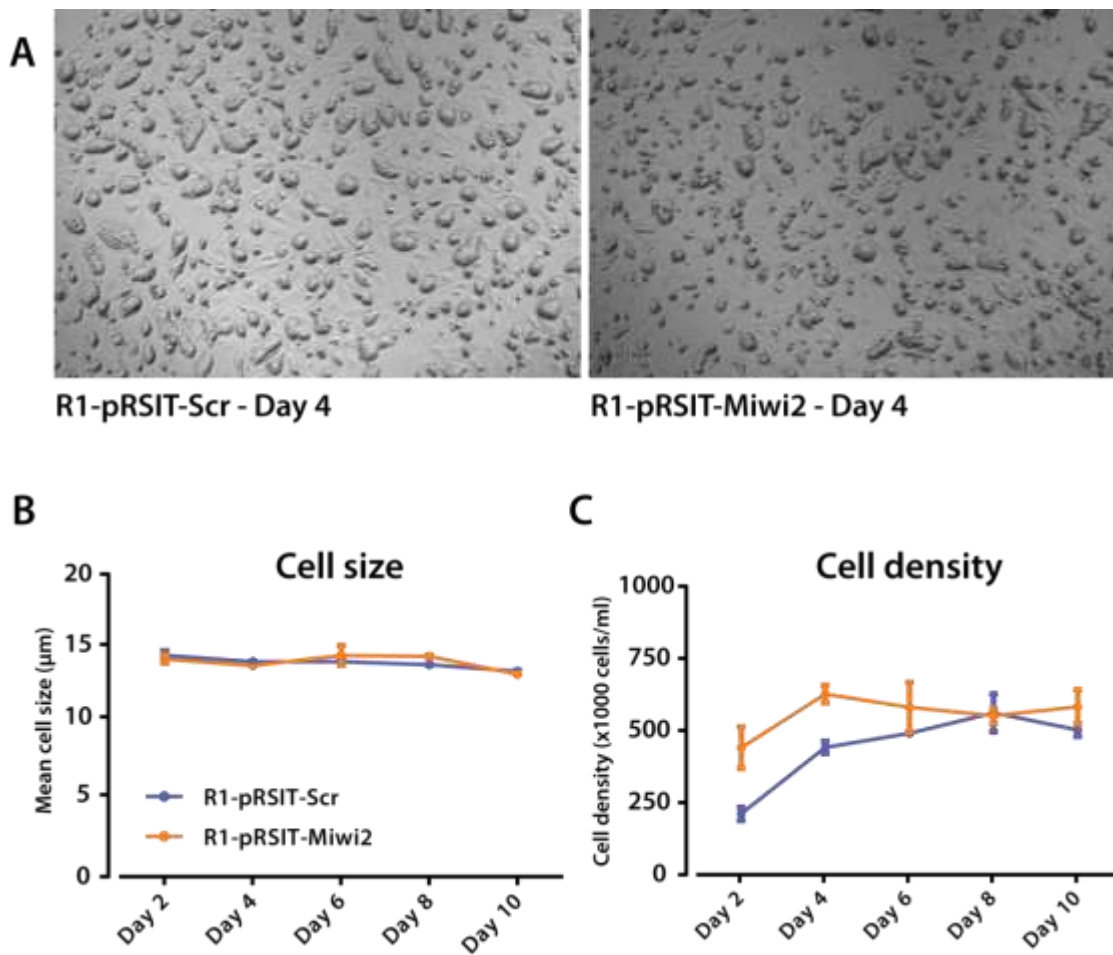 A
R1-pRSIT-Scr - Day 4
R1-pRSIT-Miwi2 - Day 4
B
Cell size
Mean cell size (µm)
20
15
10
5
0
R1-pRSIT-Scr
R1-pRSIT-Miwi2
Day 2
Day 4
Day 6
Day 8
Day 10
C
Cell density
Cell density (x1000 cells/ml)
1000
750
500
250
0
Day 2
Day 4
Day 6
Day 8
Day 10